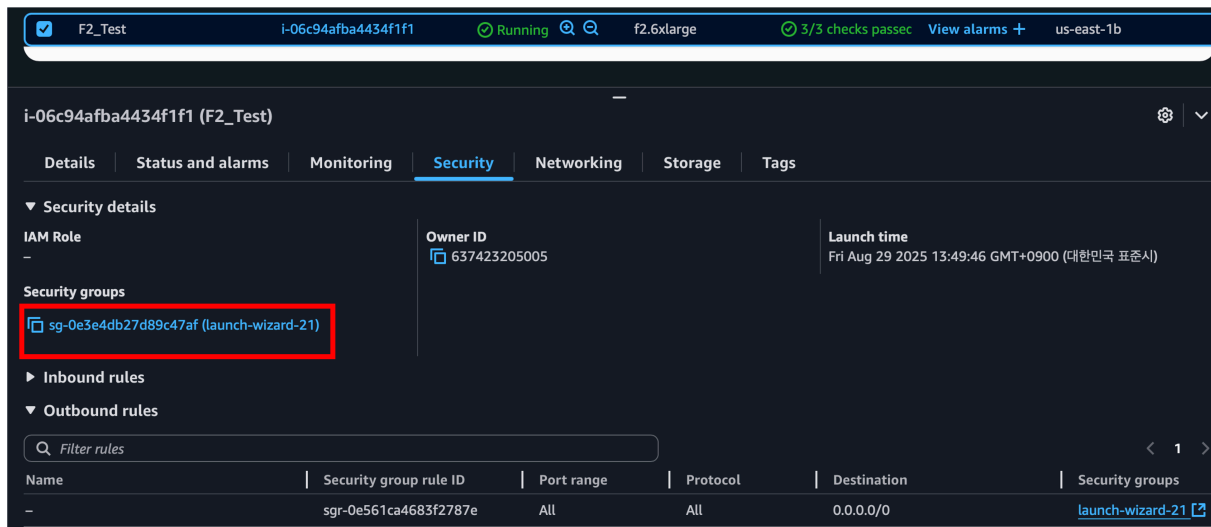 F2_Test i-06c94afba4434f1f1 Running f2.6xlarge 3/3 checks passec View alarms + us-east-1b
i-06c94afba4434f1f1 (F2_Test)
Details Status and alarms Monitoring Security Networking Storage Tags
Security details
IAM Role Owner ID Launch time
– 637423205005 Fri Aug 29 2025 13:49:46 GMT+0900 (대한민국 표준시)
Security groups
sg-0e3e4db27d89c47af (launch-wizard-21)
Inbound rules
Outbound rules
Filter rules 1
Name Security group rule ID Port range Protocol Destination Security groups
– sgr-0e561ca4683f2787e All All 0.0.0.0/0 launch-wizard-21